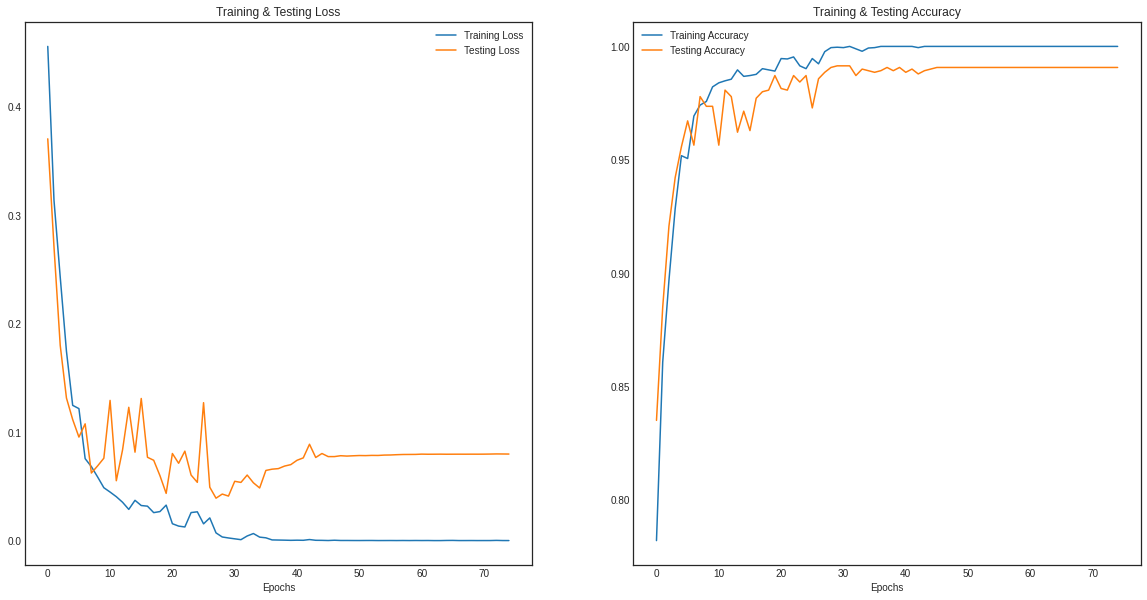 Training & Testing Loss
Training Loss
Testing Loss
0.4
0.3
0.2
0.1
0.0
0 10 20 30 40 50 60 70
Epochs
Training & Testing Accuracy
Training Accuracy
Testing Accuracy
1.00
0.95
0.90
0.85
0.80
0 10 20 30 40 50 60 70
Epochs